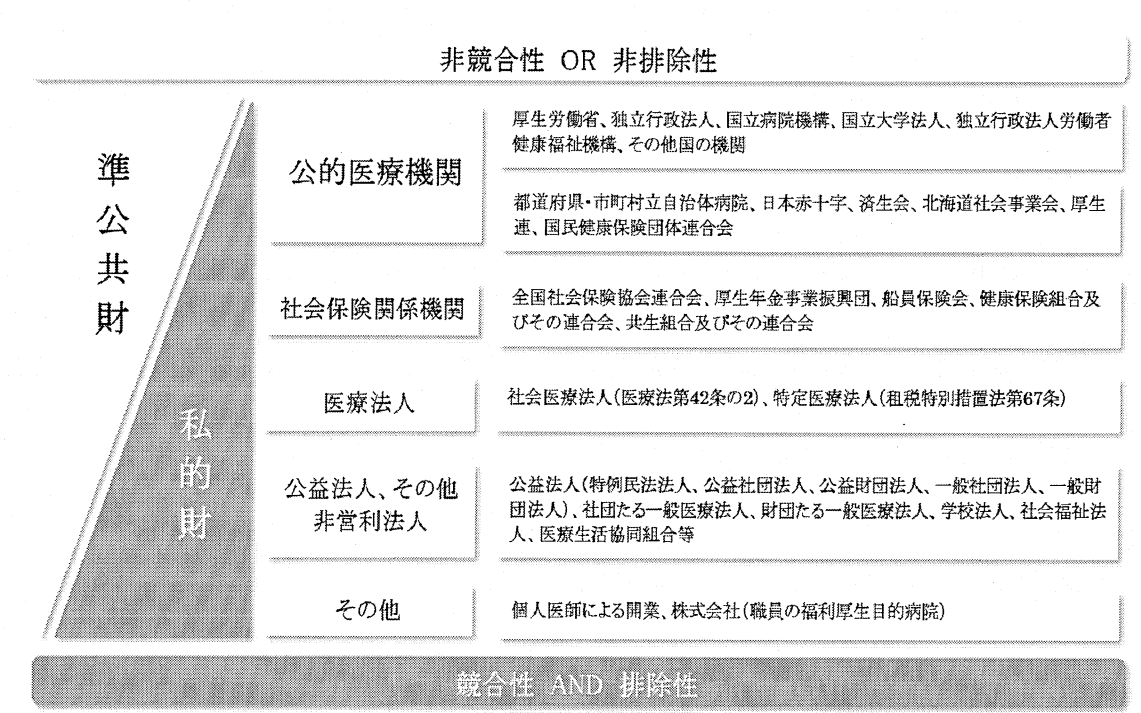 非競合性 OR 非排除性
準公共財
私的財
公的医療機関
厚生労働省、独立行政法人、国立病院機構、国立大学法人、独立行政法人労働者
健康福祉機構、その他国の機関
都道府県・市町村立自治体病院、日本赤十字、済生会、北海道社会事業会、厚生
連、国民健康保険団体連合会
社会保険関係機関
全国社会保険協会連合会、厚生年金事業振興団、船員保険会、健康保険組合及
びその連合会、共生組合及びその連合会
医療法人
社会医療法人（医療法第42条の2）、特定医療法人（租税特別措置法第67条）
公益法人、その他
非営利法人
公益法人（特例民法法人、公益社団法人、公益財団法人、一般社団法人、一般財
団法人）、社団たる一般医療法人、財団たる一般医療法人、学校法人、社会福祉法
人、医療生活協同組合等
その他
個人医師による開業、株式会社（職員の福利厚生目的病院）
競合性 AND 排除性